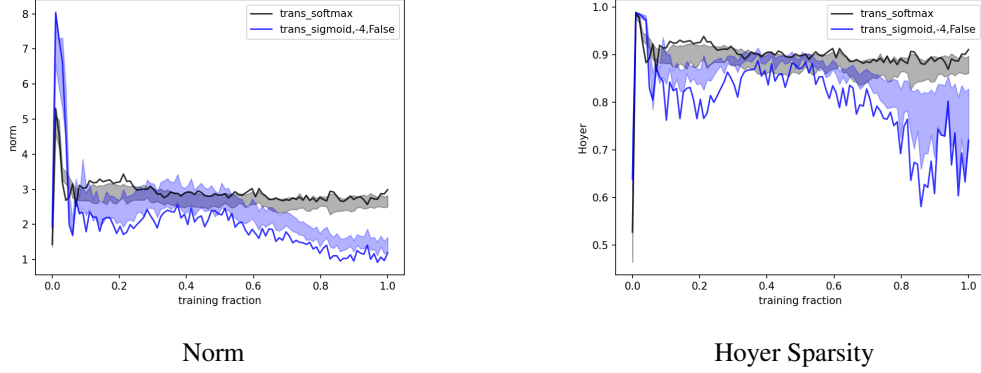 8
7
6
5
4
3
2
1
norm
0.0 0.2 0.4 0.6 0.8 1.0
training fraction
trans_softmax
trans_sigmoid,-4,False
Norm
1.0
0.9
0.8
0.7
0.6
0.5
Hoyer
0.0 0.2 0.4 0.6 0.8 1.0
training fraction
trans_softmax
trans_sigmoid,-4,False
Hoyer Sparsity